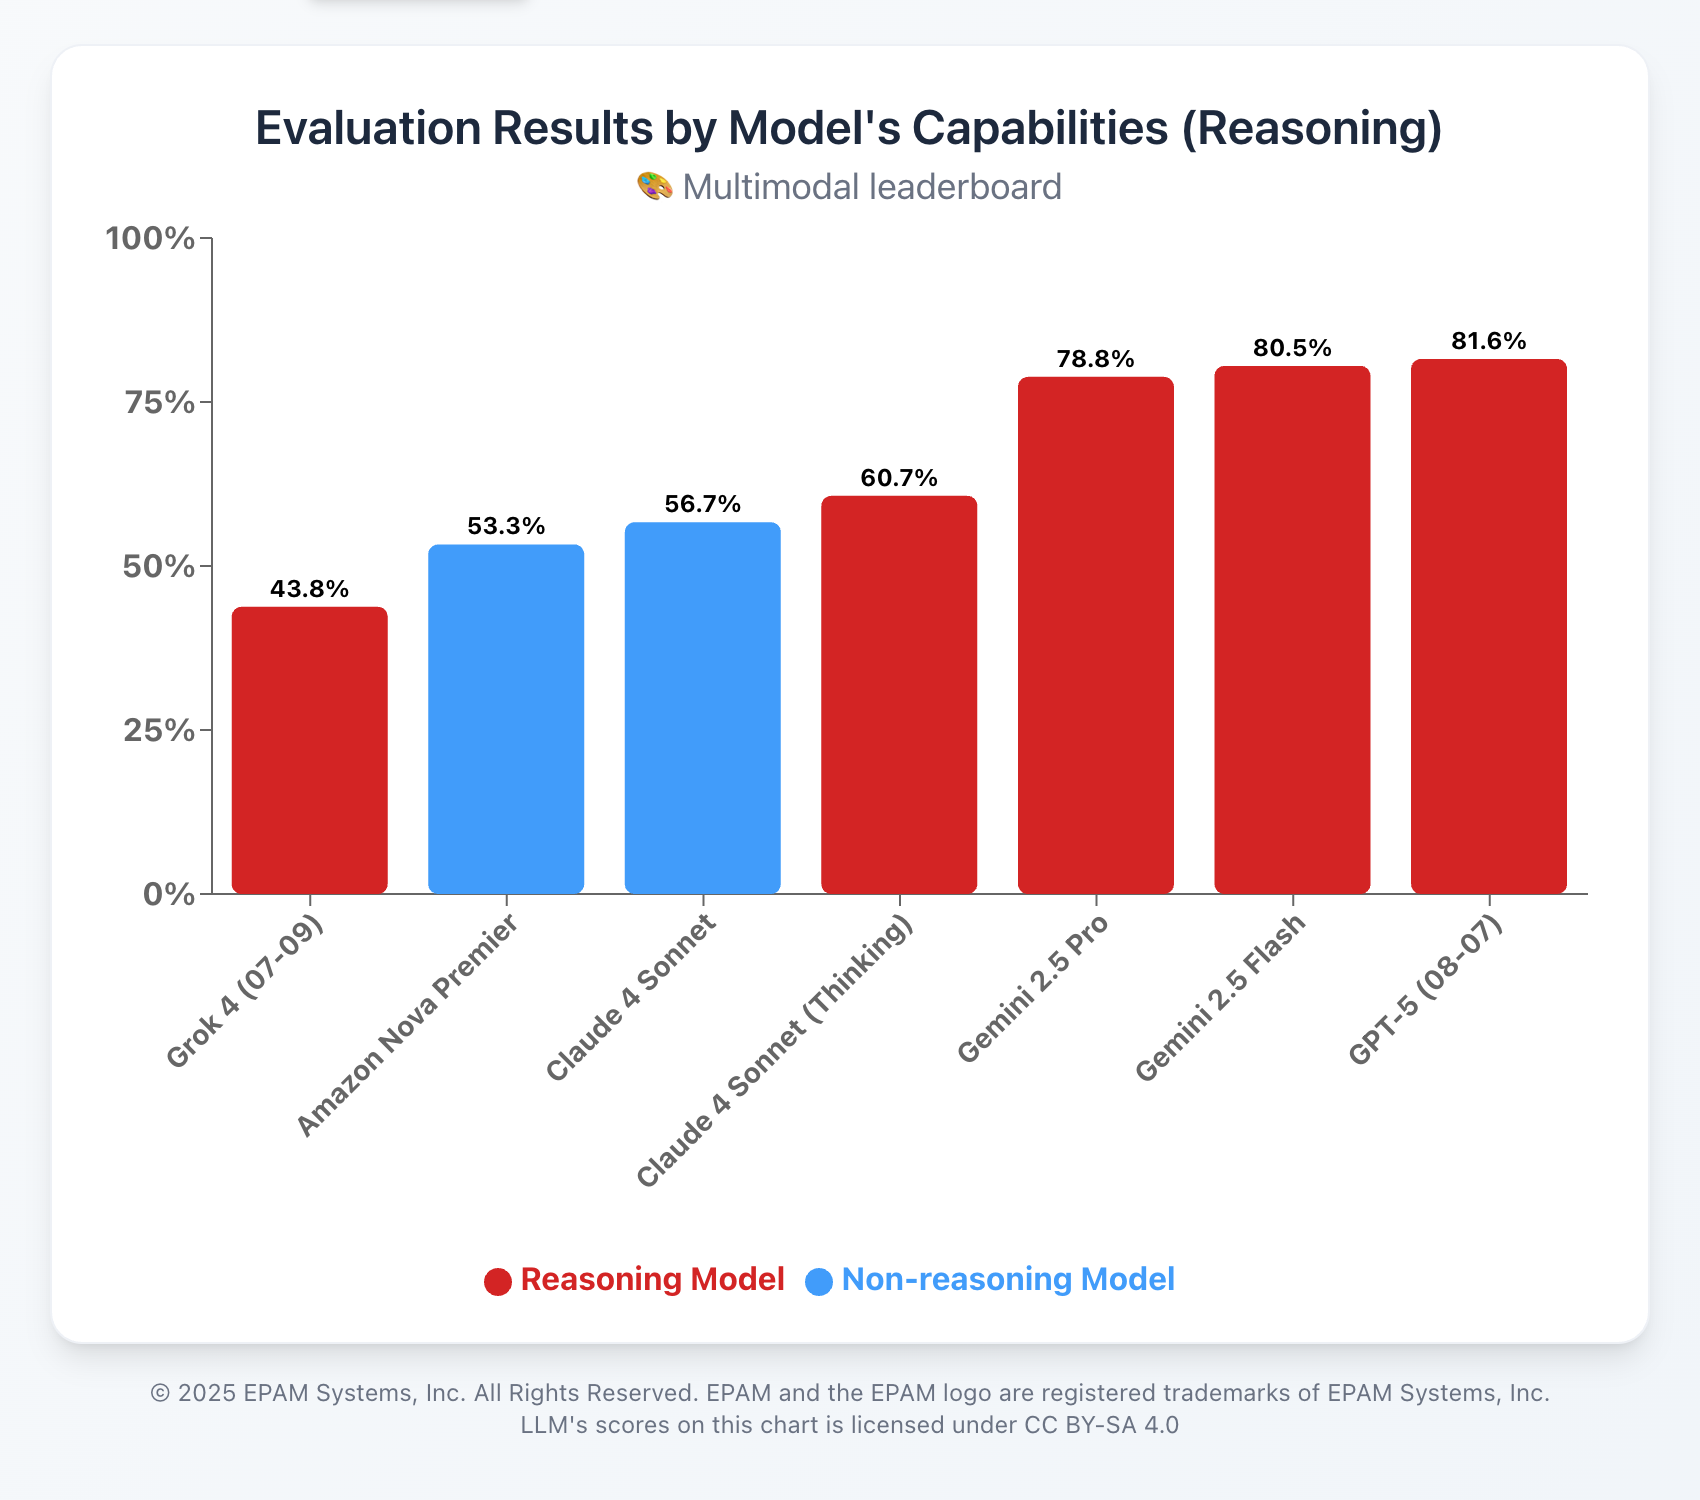 Evaluation Results by Model's Capabilities (Reasoning)
🎨 Multimodal leaderboard
100%
75%
50%
25%
0%
43.8%
53.3%
56.7%
60.7%
78.8%
80.5%
81.6%
Grok 4 (07-09)
Amazon Nova Premier
Claude 4 Sonnet
Claude 4 Sonnet (Thinking)
Gemini 2.5 Pro
Gemini 2.5 Flash
GPT-5 (08-07)
Reasoning Model
Non-reasoning Model
© 2025 EPAM Systems, Inc. All Rights Reserved. EPAM and the EPAM logo are registered trademarks of EPAM Systems, Inc.
LLM's scores on this chart is licensed under CC BY-SA 4.0